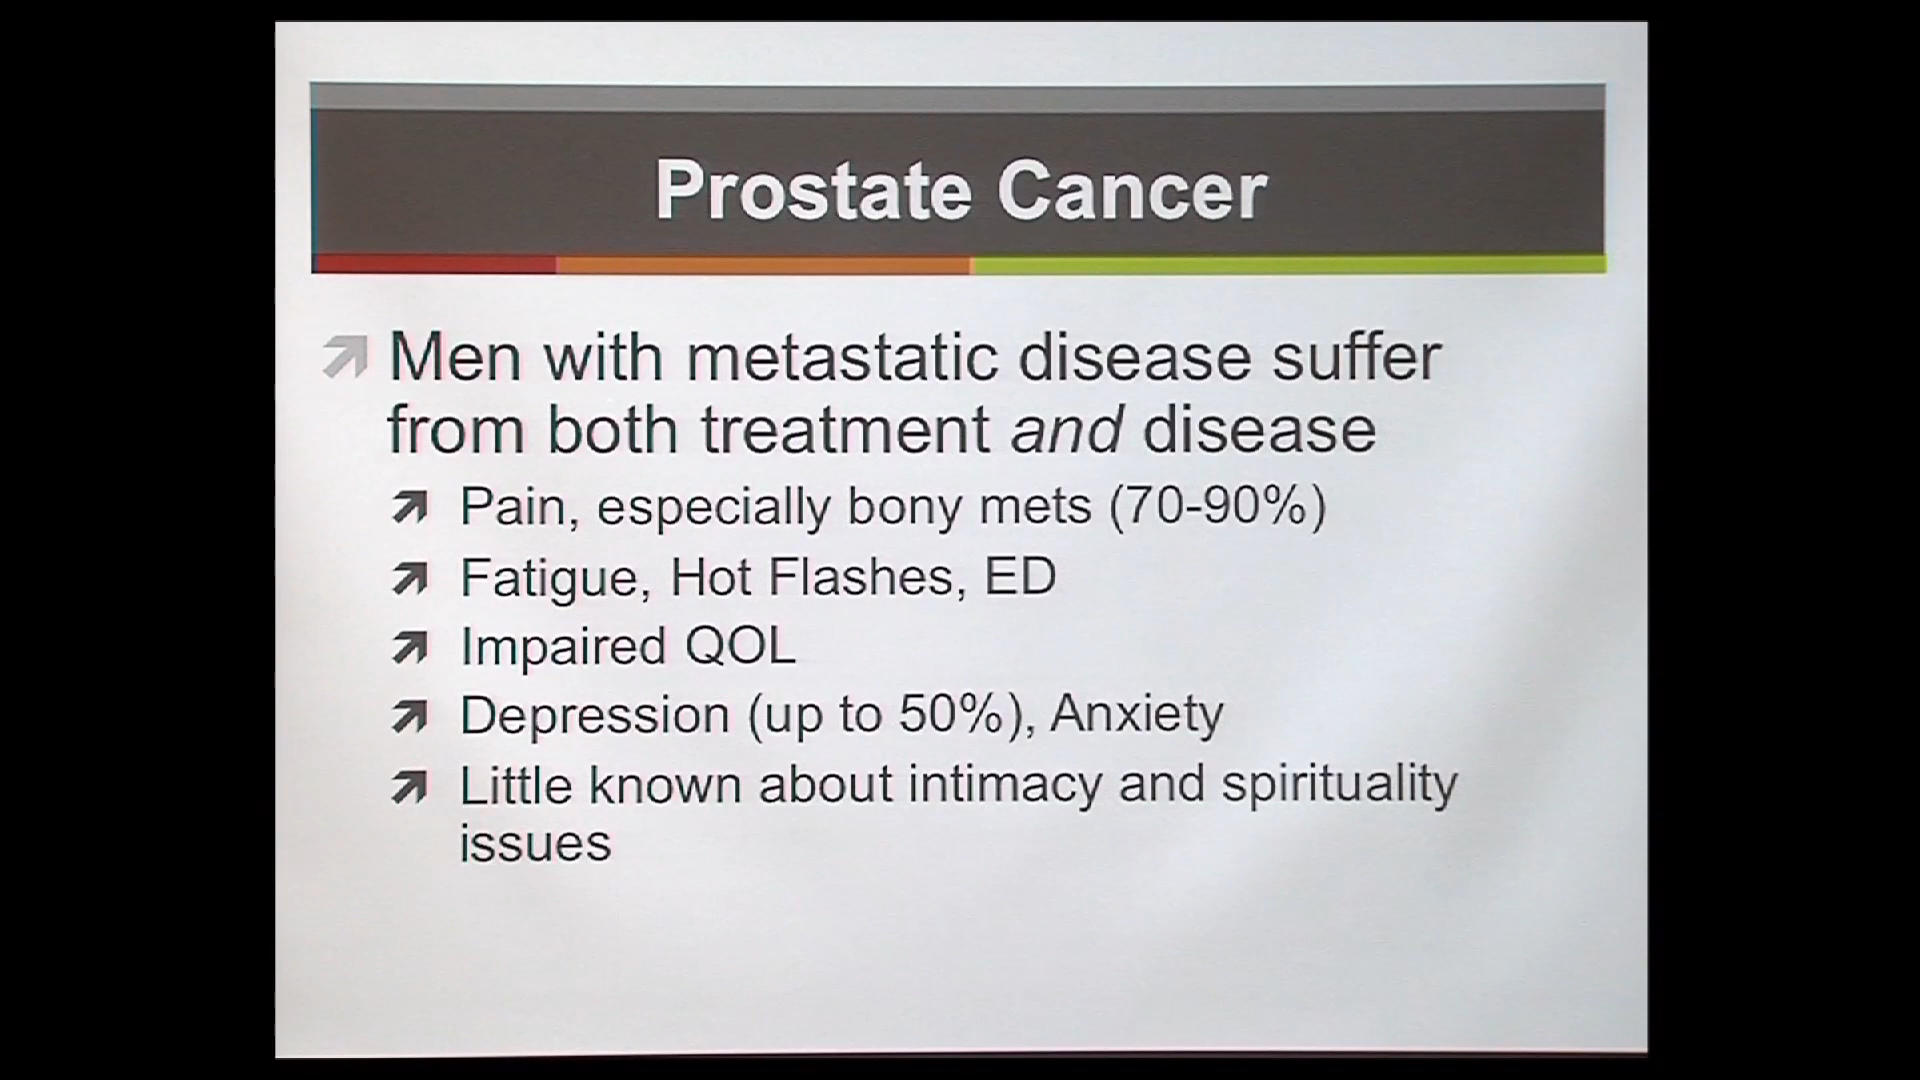 Prostate Cancer
Men with metastatic disease suffer
from both treatment and disease
Pain, especially bony mets (70-90%)
Fatigue, Hot Flashes, ED
Impaired QOL
Depression (up to 50%), Anxiety
Little known about intimacy and spirituality
issues